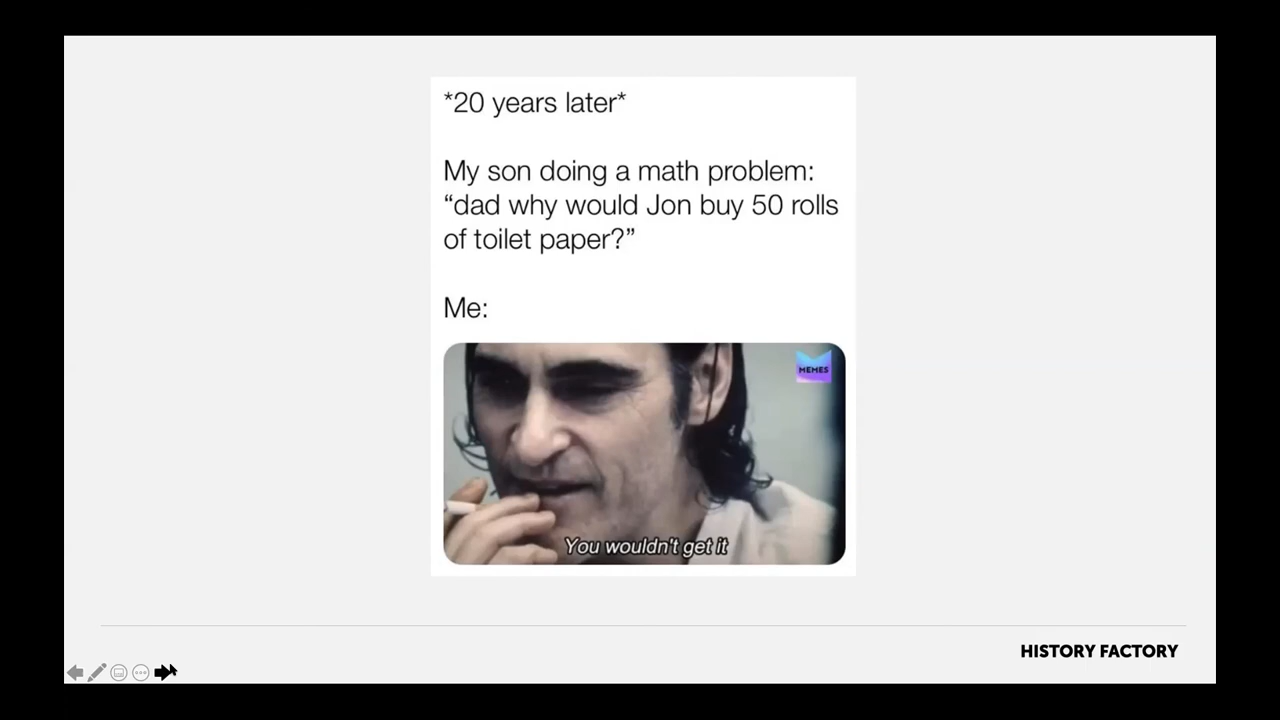 *20 years later*
My son doing a math problem:
“dad why would Jon buy 50 rolls
of toilet paper?”
Me:
MEMES
You wouldn't get it
HISTORY FACTORY